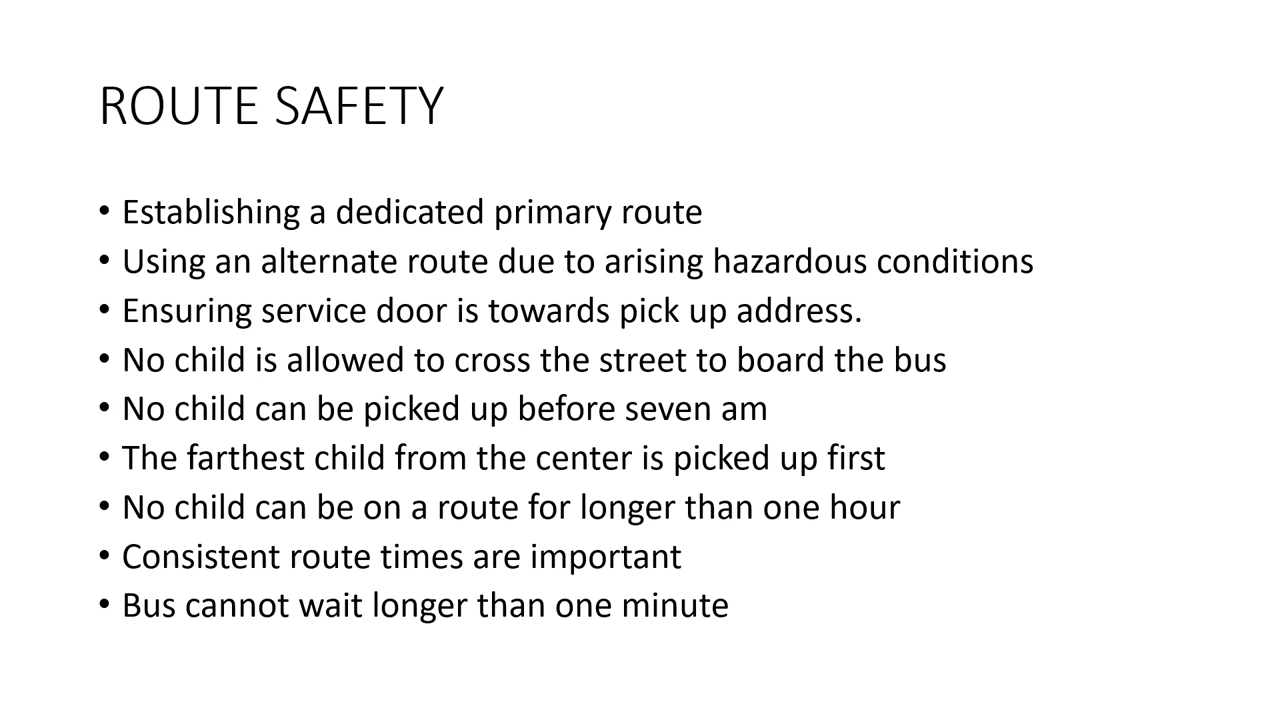 ROUTE SAFETY
• Establishing a dedicated primary route
• Using an alternate route due to arising hazardous conditions
• Ensuring service door is towards pick up address.
• No child is allowed to cross the street to board the bus
• No child can be picked up before seven am
• The farthest child from the center is picked up first
• No child can be on a route for longer than one hour
• Consistent route times are important
• Bus cannot wait longer than one minute